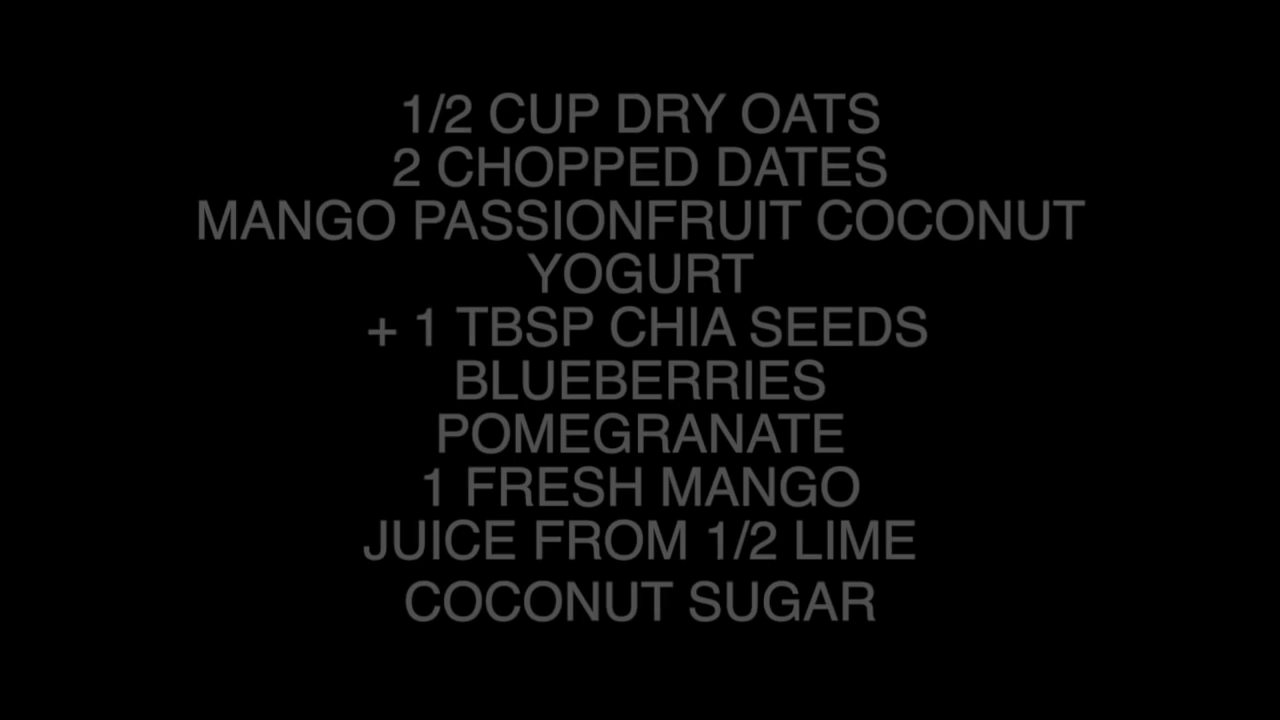 1/2 CUP DRY OATS
2 CHOPPED DATES
MANGO PASSIONFRUIT COCONUT
YOGURT
+ 1 TBSP CHIA SEEDS
BLUEBERRIES
POMEGRANATE
1 FRESH MANGO
JUICE FROM 1/2 LIME
COCONUT SUGAR